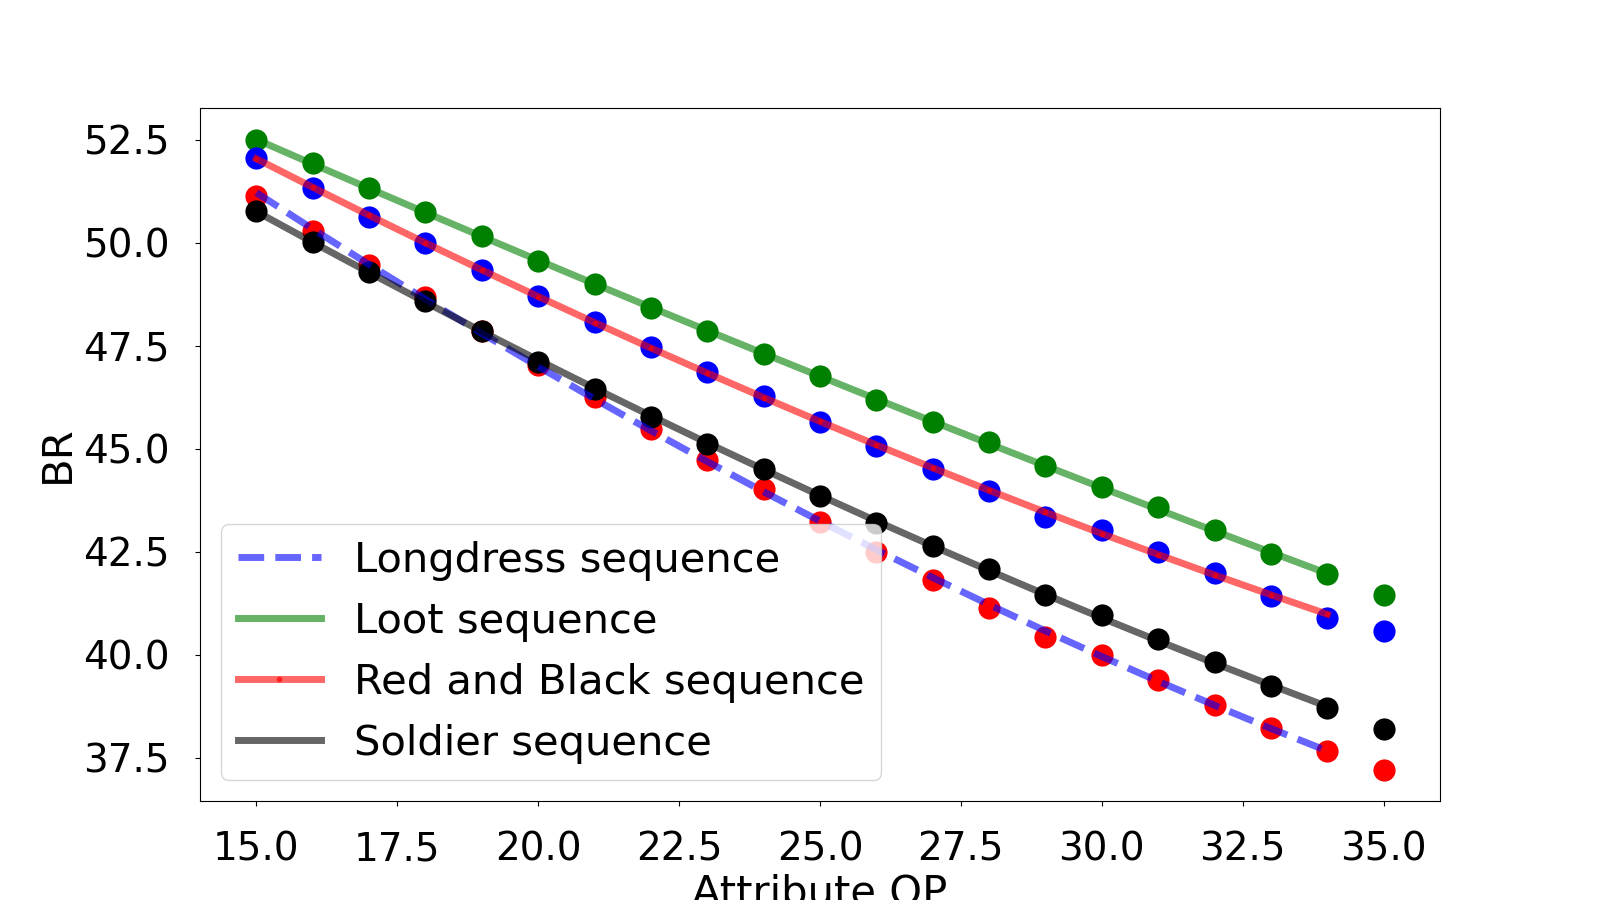 52.5
50.0
47.5
45.0
42.5
40.0
37.5
BR
Longdress sequence
Loot sequence
Red and Black sequence
Soldier sequence
15.0 17.5 20.0 22.5 25.0 27.5 30.0 32.5 35.0
Attribute QP